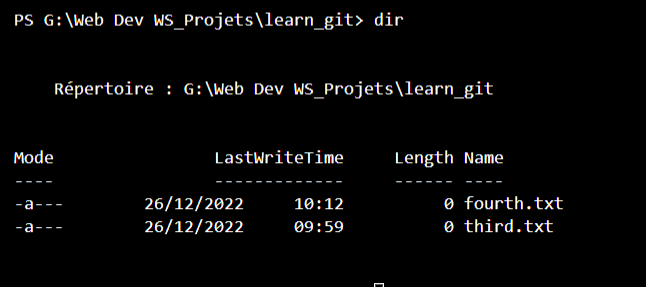 PS G:\Web Dev WS_Projets\learn_git> dir
Répertoire : G:\Web Dev WS_Projets\learn_git
Mode LastWriteTime Length Name
---- ------------- ------ ----
-a--- 26/12/2022 10:12 0 fourth.txt
-a--- 26/12/2022 09:59 0 third.txt